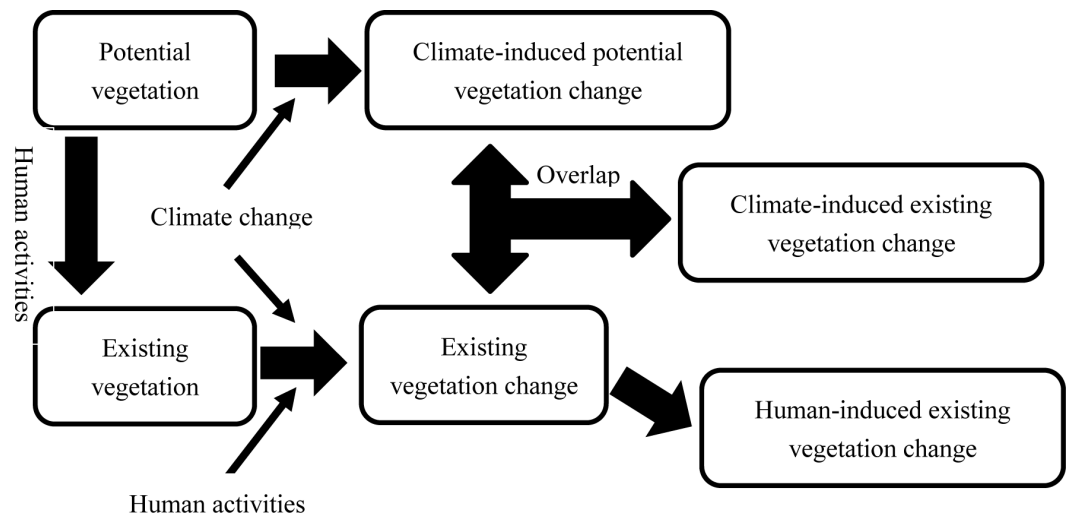 Potential
vegetation
Climate-induced potential
vegetation change
Human activities
Climate change
Overlap
Climate-induced existing
vegetation change
Existing
vegetation
Existing
vegetation change
Human-induced existing
vegetation change
Human activities